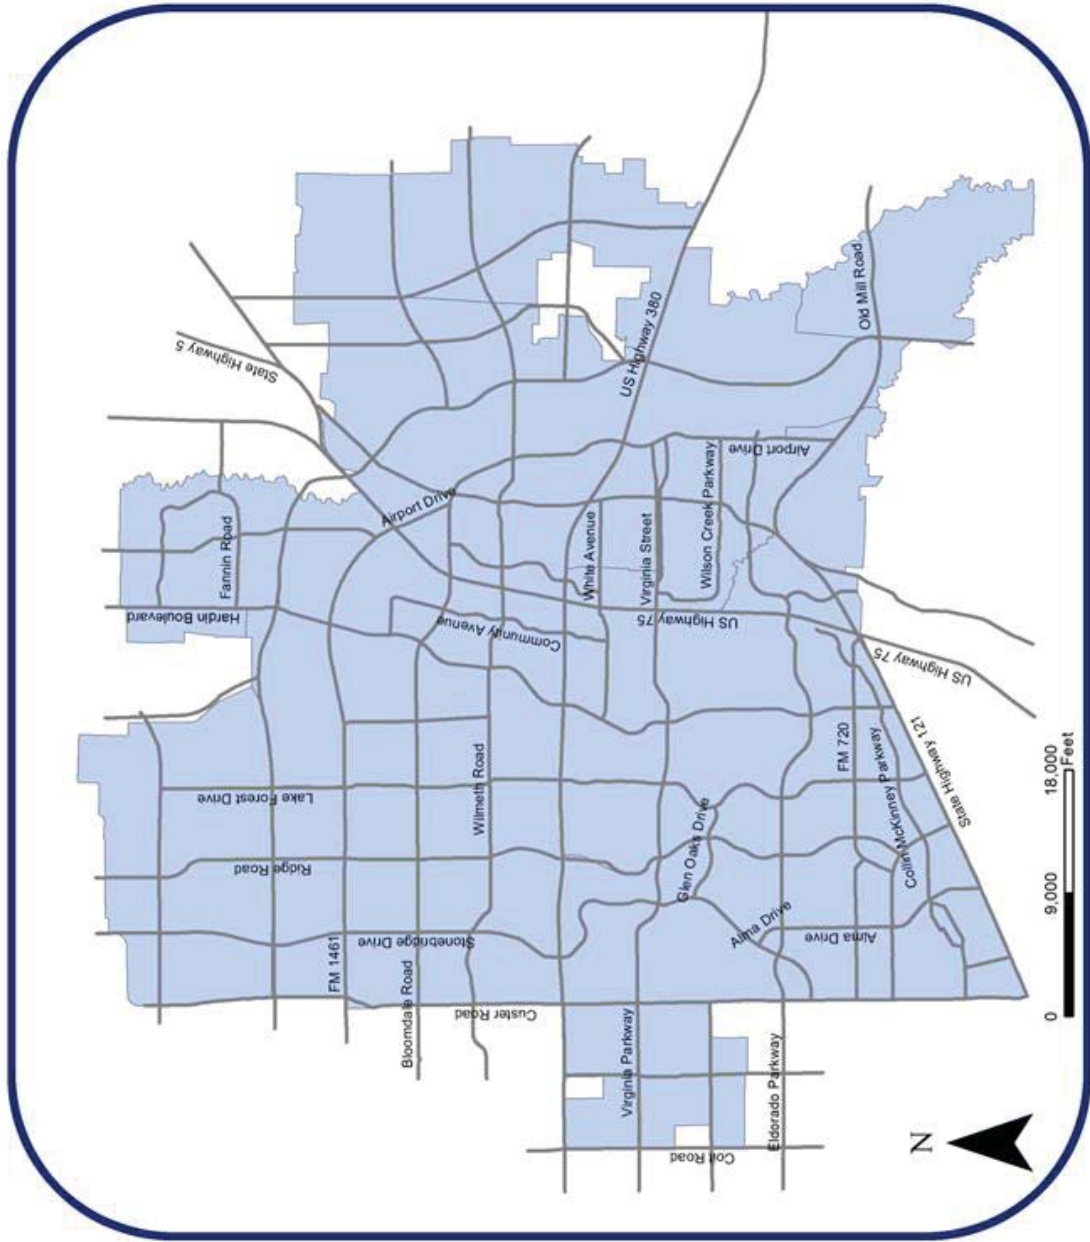 State Highway 5
Fannin Road
Hardin Boulevard
Airport Drive
US Highway 380
Old Mill Road
Community Avenue
White Avenue
Virginia Street
Wilson Creek Parkway
Airport Drive
US Highway 75
US Highway 75
Lake Forest Drive
Ridge Road
Wilmeth Road
FM 720
Collin McKinney Parkway
State Highway 121
Glen Oaks Drive
Alma Drive
Alma Drive
Stonebridge Drive
FM 1461
Bloomdale Road
Custer Road
Virginia Parkway
Eldorado Parkway
Coit Road
N
0 9,000 18,000
Feet